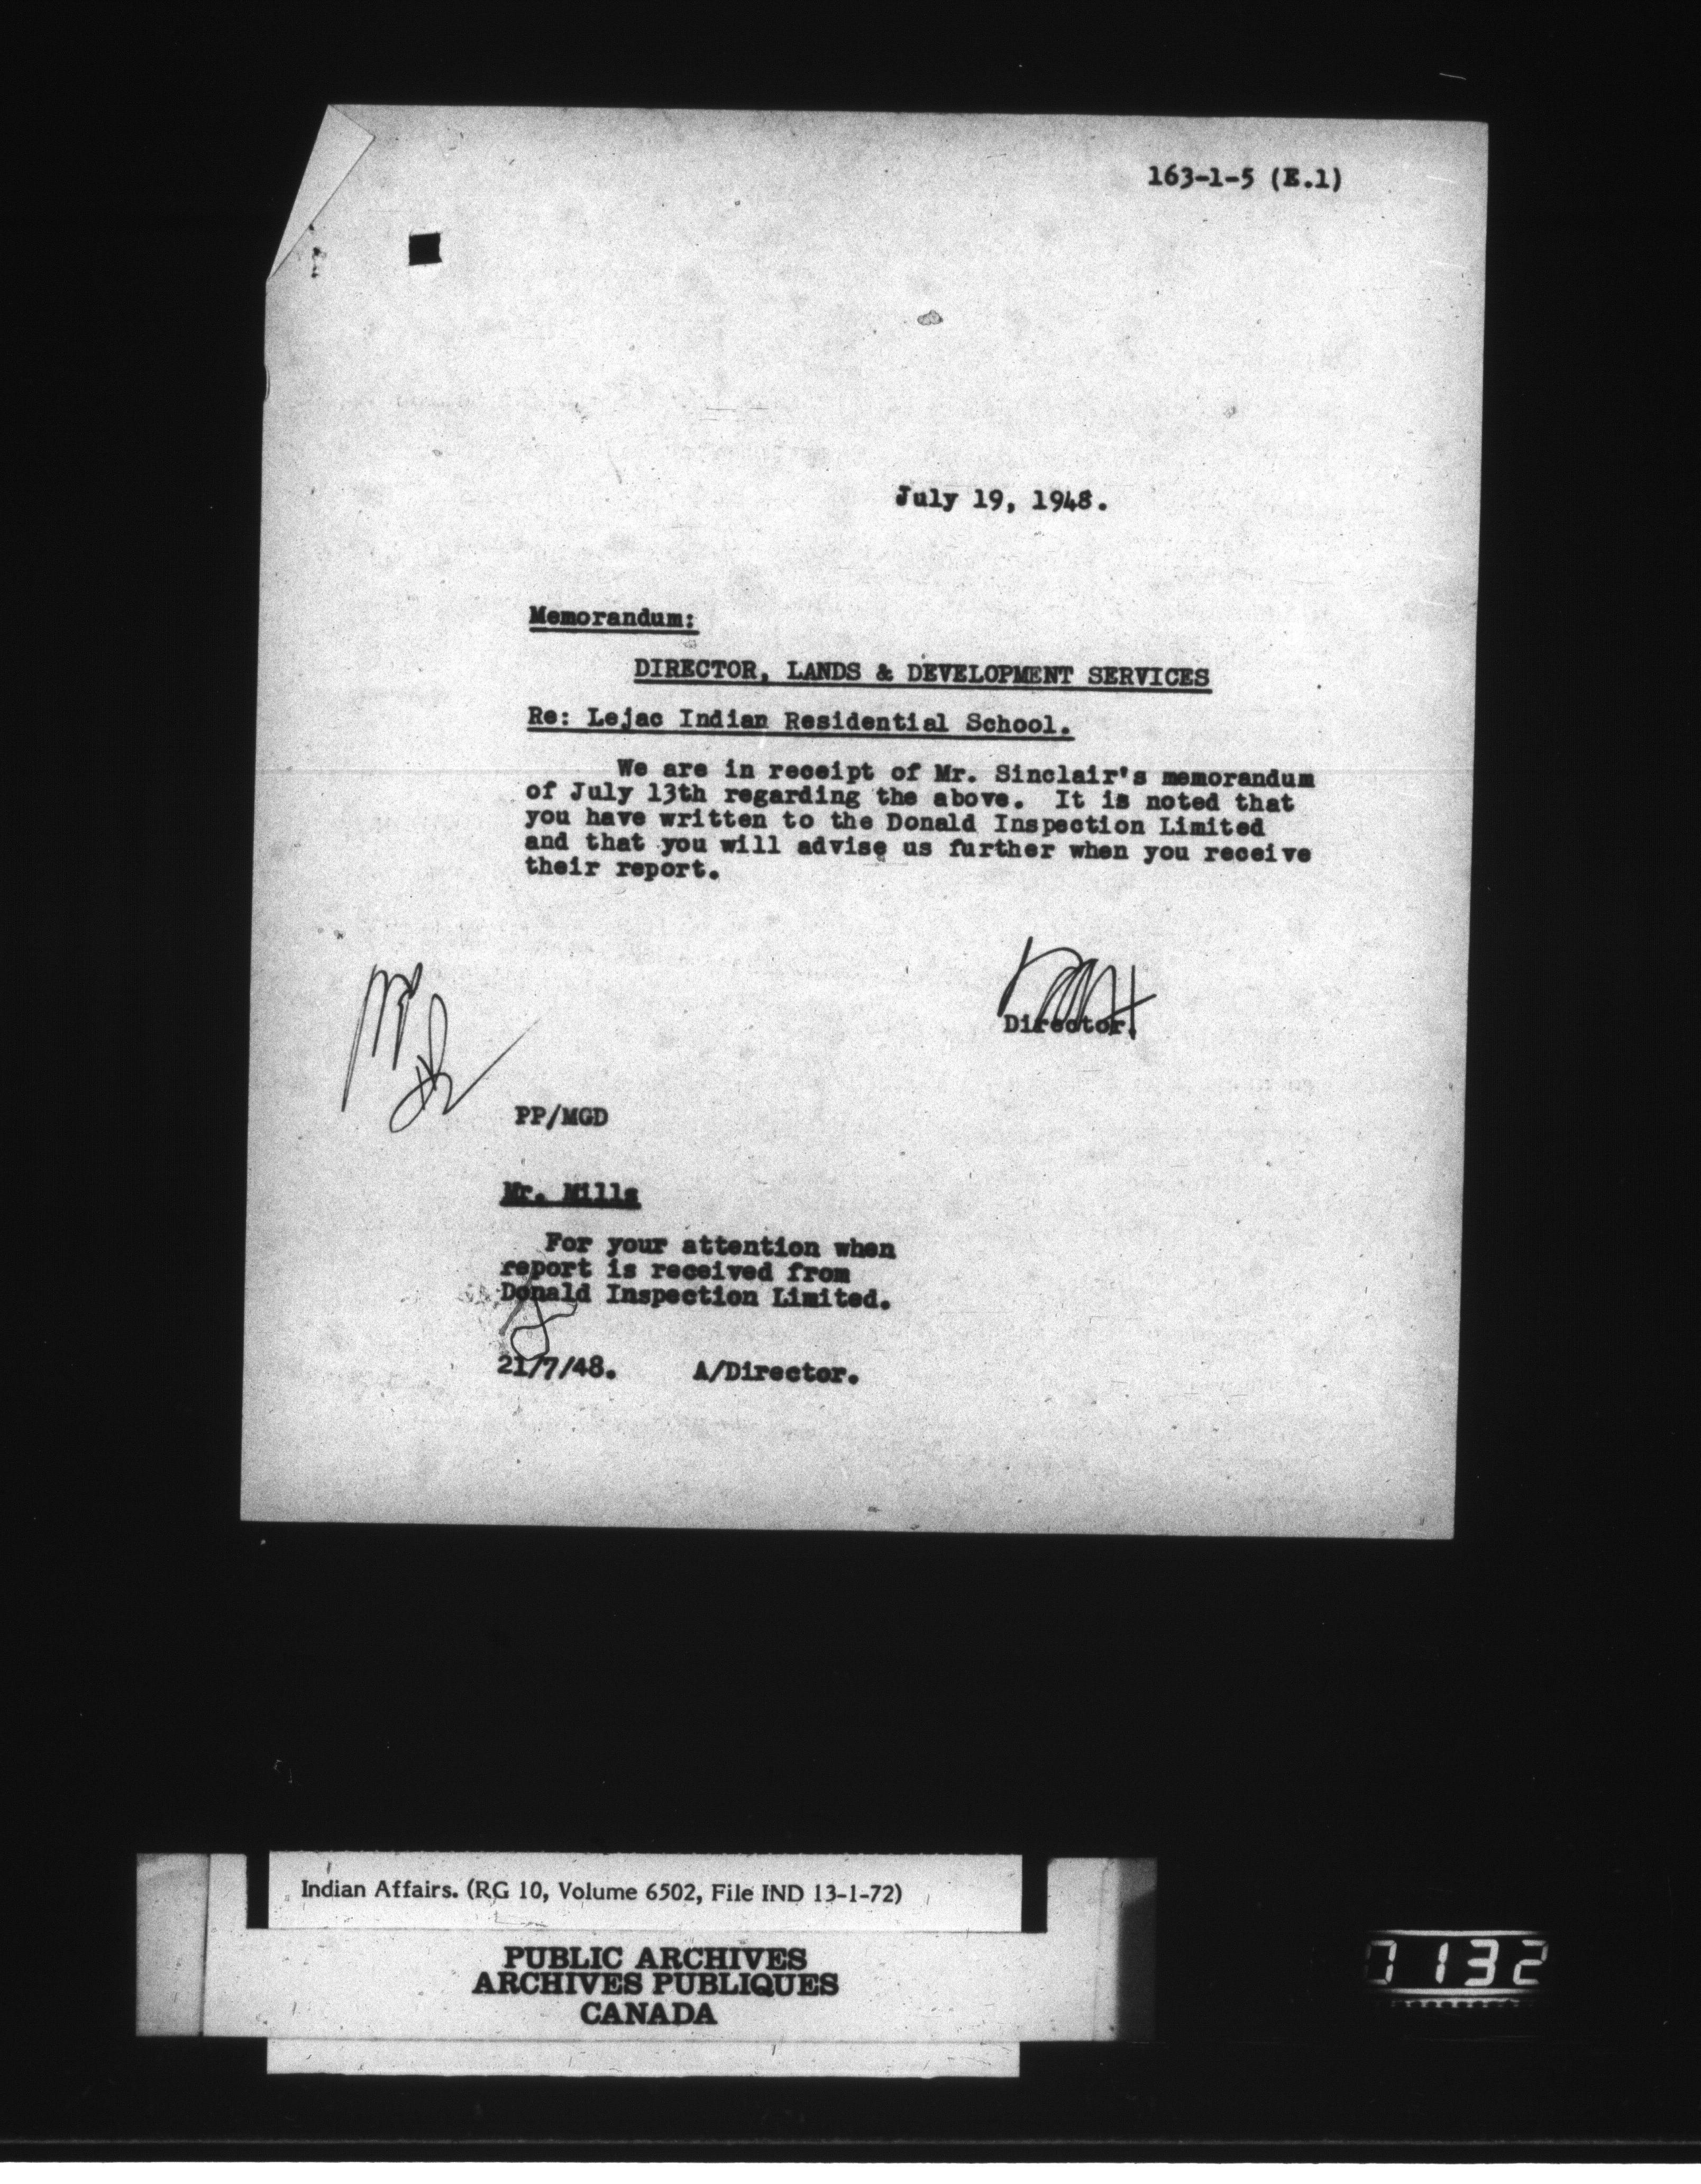 163-1-5 (E.1)
July 19, 1948.
Memorandum:
DIRECTOR, LANDS & DEVELOPMENT SERVICES
Re: Lejac Indian Residential School.
We are in receipt of Mr. Sinclair's memorandum
of July 13th regarding the above. It is noted that
you have written to the Donald Inspection Limited
and that you will advise us further when you receive
their report.
Director.
PP/MGD
Mr. Mills
For your attention when
report is received from
Donald Inspection Limited.
21/7/48. A/Director.
Indian Affairs. (RG 10, Volume 6502, File IND 13-1-72)
PUBLIC ARCHIVES
ARCHIVES PUBLIQUES
CANADA
0132